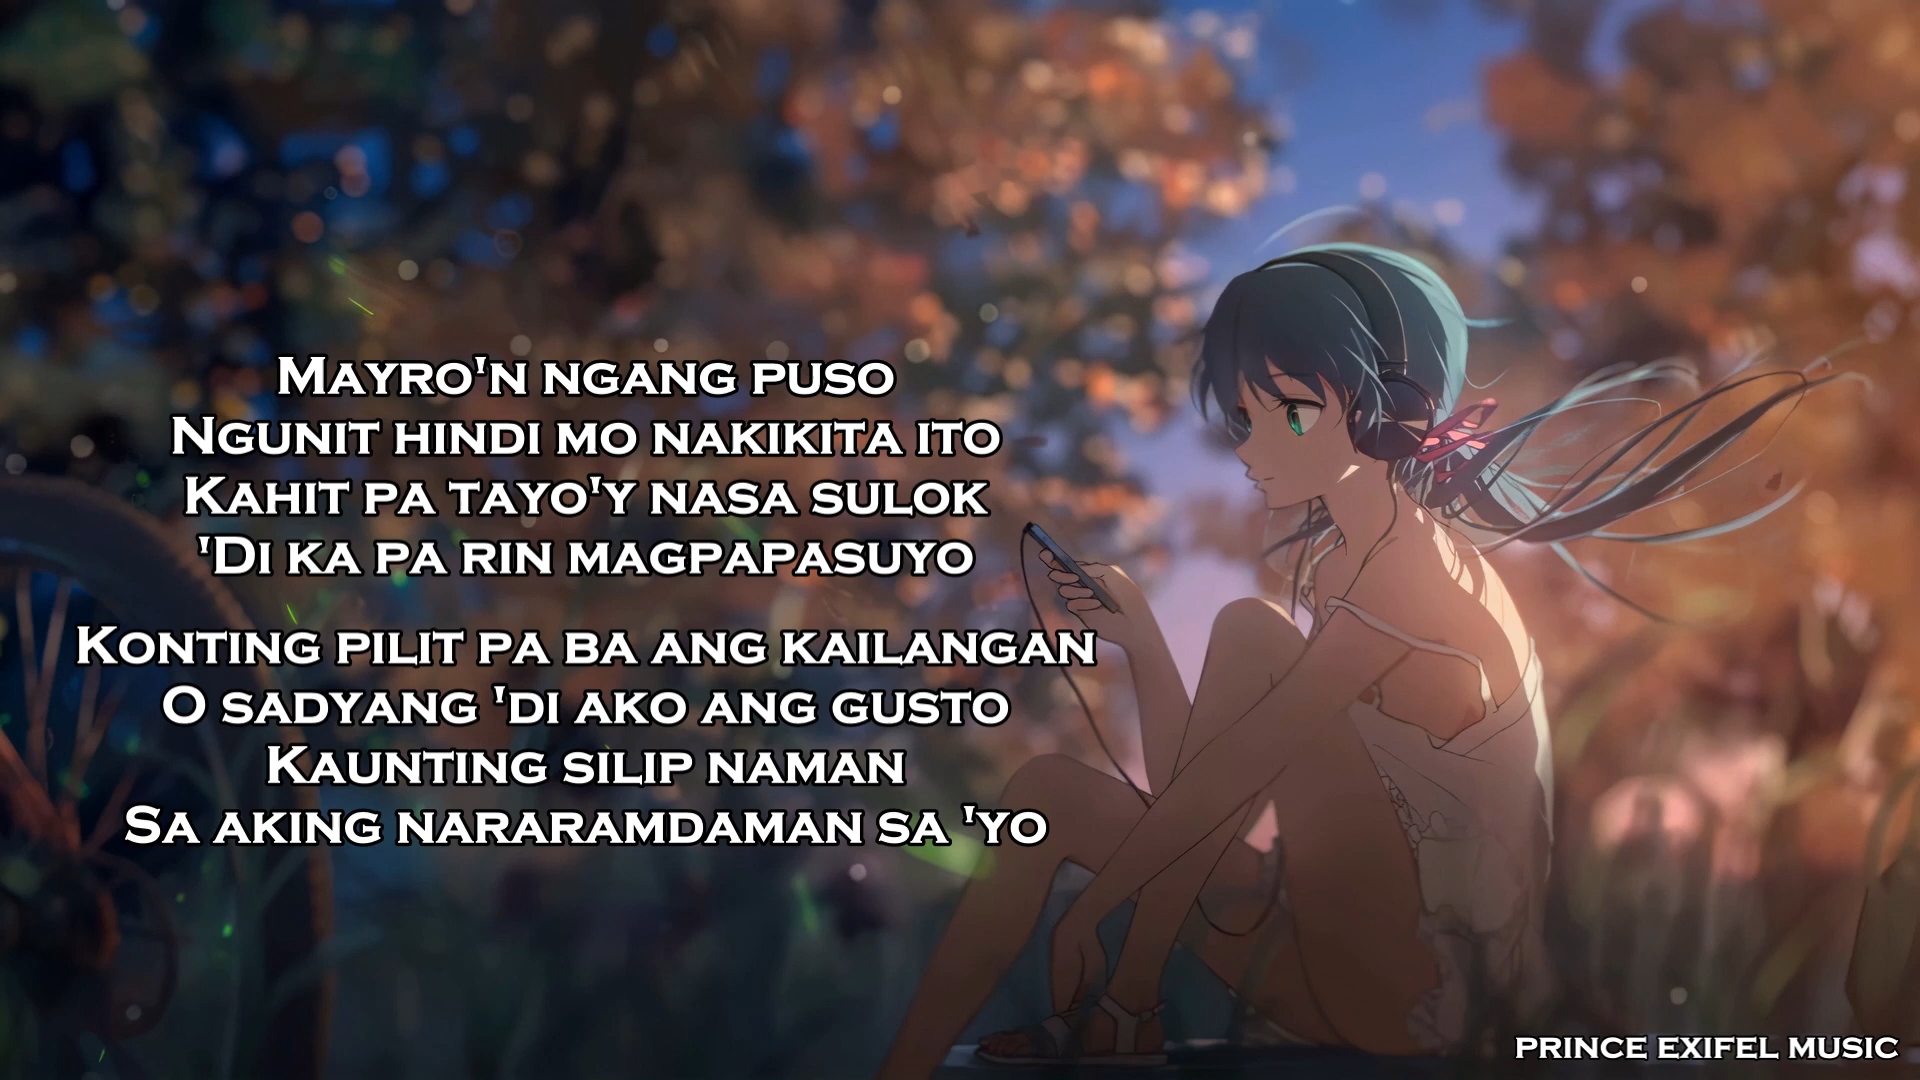 Mayro'n ngang puso
Ngunit hindi mo nakikita ito
Kahit pa tayo'y nasa sulok
'Di ka pa rin magpapasuyo
Konting pilit pa ba ang kailangan
O sadyang 'di ako ang gusto
Kaunting silip naman
Sa aking nararamdaman sa 'yo
PRINCE EXIFEL MUSIC